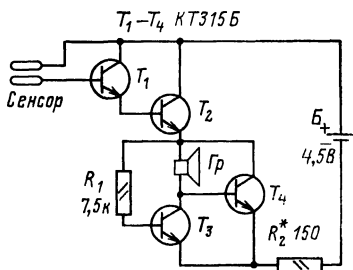 T₁–T₄ КТ315Б
T₁
Сенсор
T₂
Б
+
4,5В
Гр
R₁
7,5к
T₄
T₃
R₂* 150